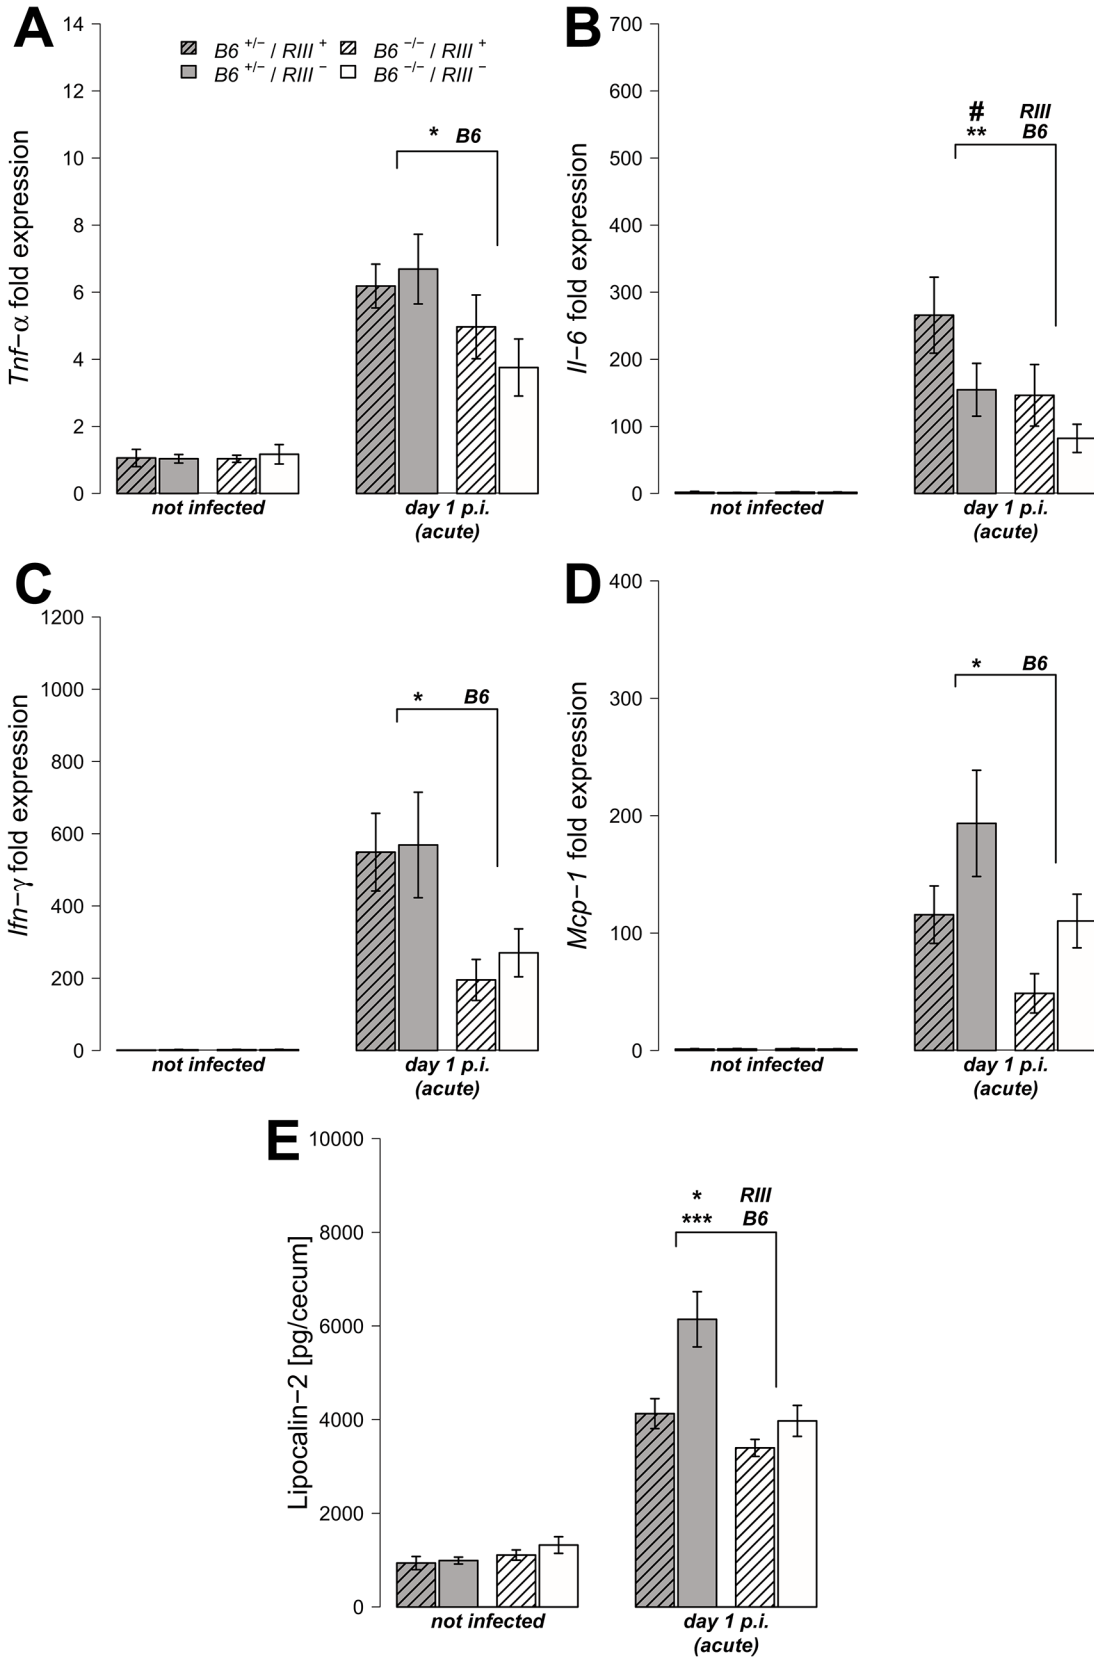 A
14
12
10
8
6
4
2
0
Tnf−α fold expression
B6 +/− / RIII + B6 −/− / RIII +
B6 +/− / RIII − B6 −/− / RIII −
* B6
not infected
day 1 p.i.
(acute)
B
700
600
500
400
300
200
100
0
Il−6 fold expression
# RIII
** B6
not infected
day 1 p.i.
(acute)
C
1200
1000
800
600
400
200
0
Ifn−γ fold expression
* B6
not infected
day 1 p.i.
(acute)
D
400
300
200
100
0
Mcp−1 fold expression
* B6
not infected
day 1 p.i.
(acute)
E
10000
8000
6000
4000
2000
0
Lipocalin−2 [pg/cecum]
* RIII
*** B6
not infected
day 1 p.i.
(acute)